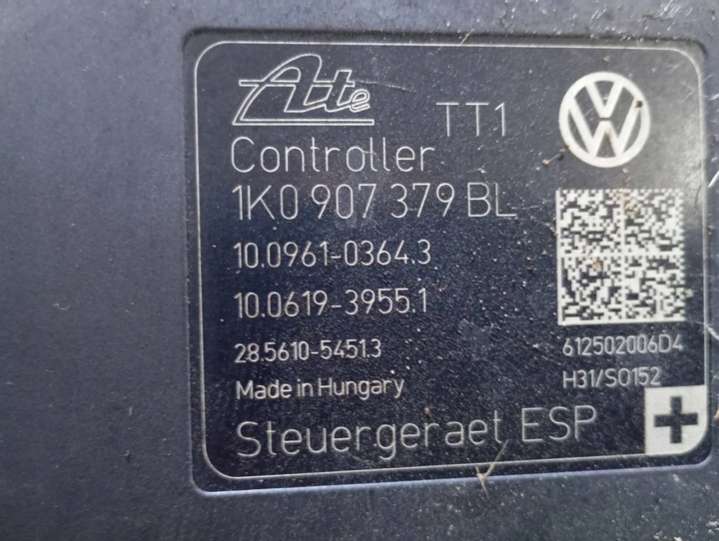 Ate
TT1
Controller
1K0 907 379 BL
10.0961-0364.3
10.0619-3955.1
28.5610-5451.3
612502006D4
Made in Hungary
H31/S0152
Steuergeraet ESP